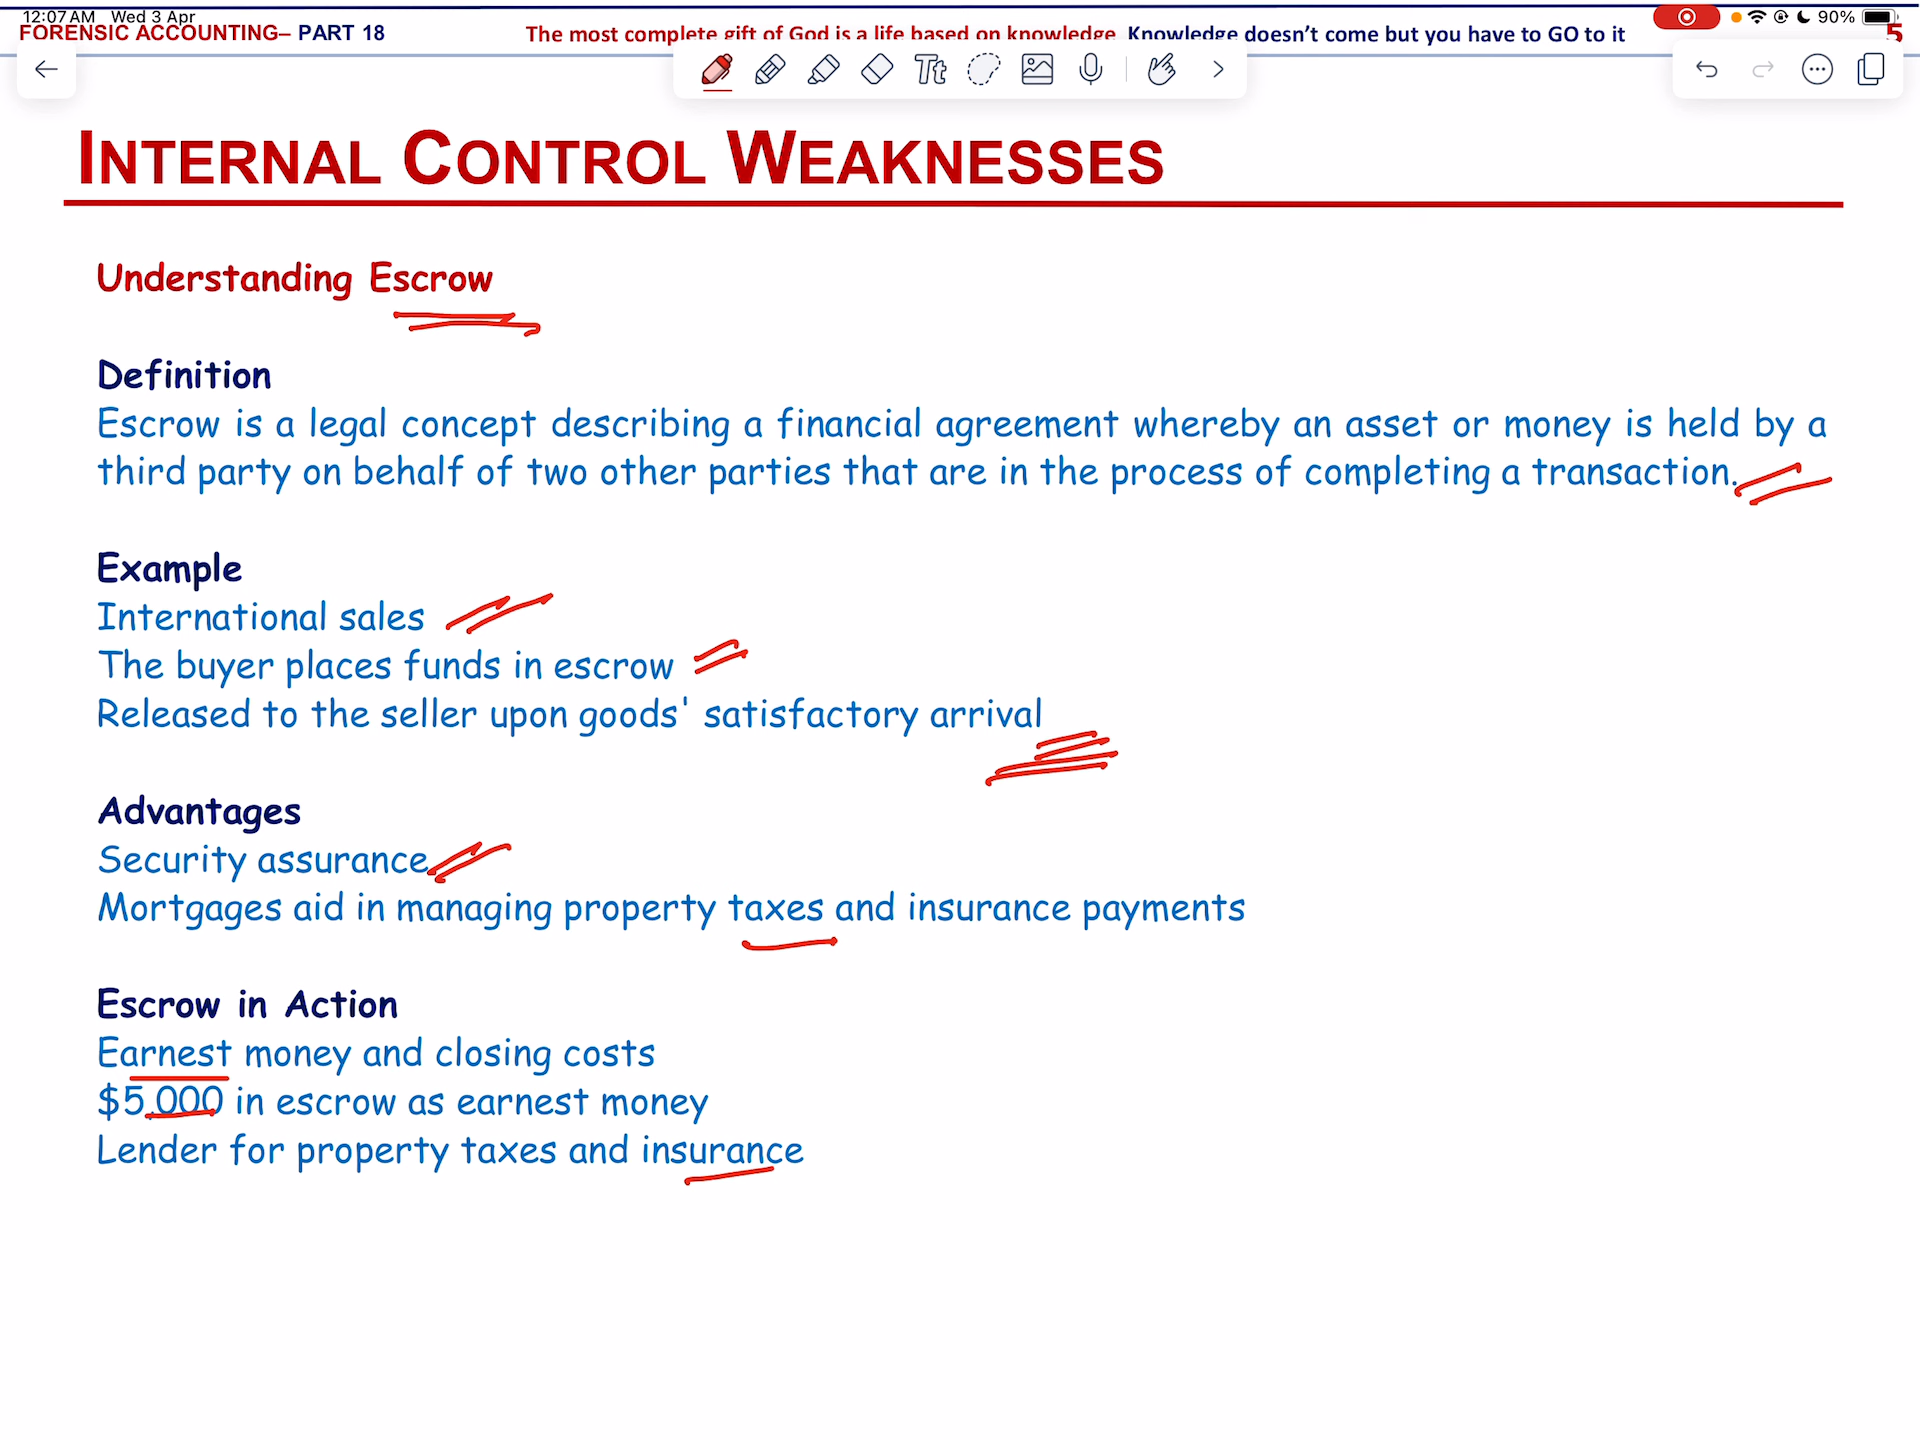 12:07 AM Wed 3 Apr
90%
FORENSIC ACCOUNTING– PART 18
The most complete gift of God is a life based on knowledge. Knowledge doesn't come but you have to GO to it
5
Tt
INTERNAL CONTROL WEAKNESSES
Understanding Escrow
Definition
Escrow is a legal concept describing a financial agreement whereby an asset or money is held by a
third party on behalf of two other parties that are in the process of completing a transaction.
Example
International sales
The buyer places funds in escrow
Released to the seller upon goods' satisfactory arrival
Advantages
Security assurance
Mortgages aid in managing property taxes and insurance payments
Escrow in Action
Earnest money and closing costs
$5,000 in escrow as earnest money
Lender for property taxes and insurance